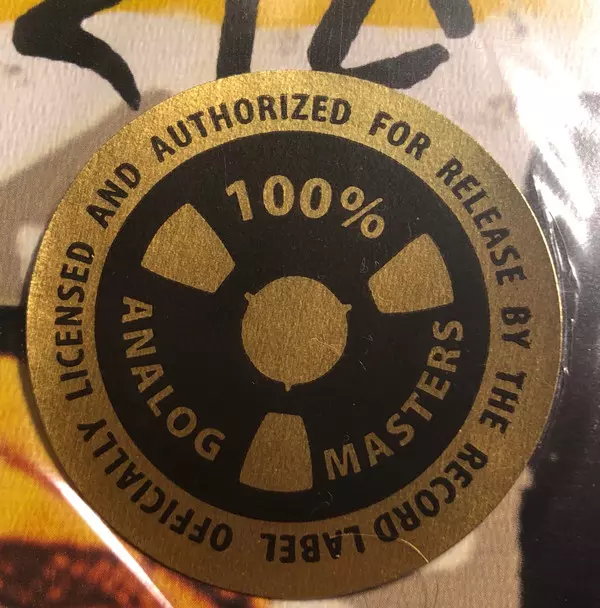 OFFICIALLY LICENSED AND AUTHORIZED FOR RELEASE BY THE RECORD LABEL
100%
ANALOG
MASTERS